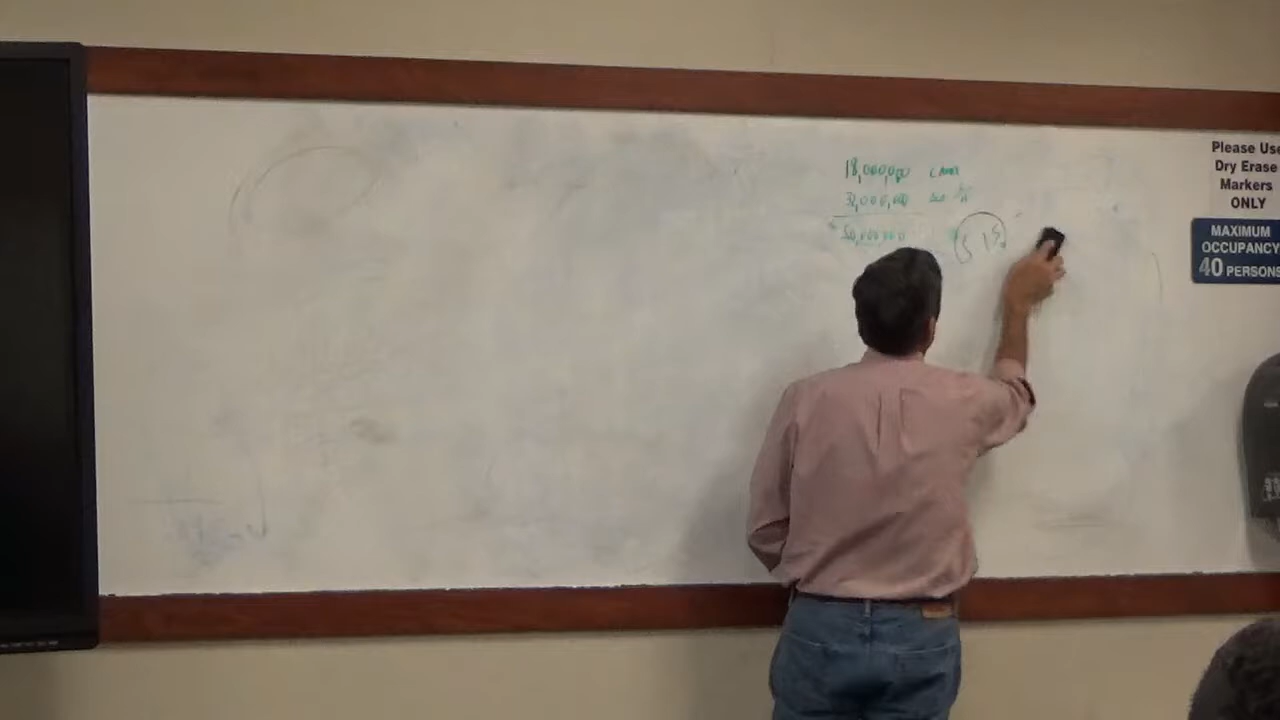 18,000,000
32,000,000
50,000,000
Please Use
Dry Erase
Markers
ONLY
MAXIMUM
OCCUPANCY
40 PERSONS